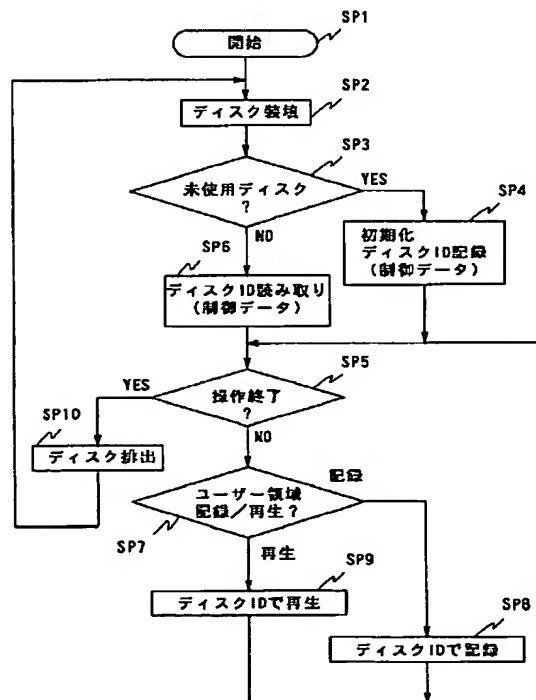 SP1
開始
SP2
ディスク装填
SP3
未使用ディスク
?
YES
SP4
NO
初期化
ディスクID記録
(制御データ)
SP6
ディスクID読み取り
(制御データ)
SP5
YES
操作終了
?
SP10
NO
ディスク排出
記録
ユーザー領域
記録/再生?
SP7
再生
SP9
ディスクIDで再生
SP8
ディスクIDで記録